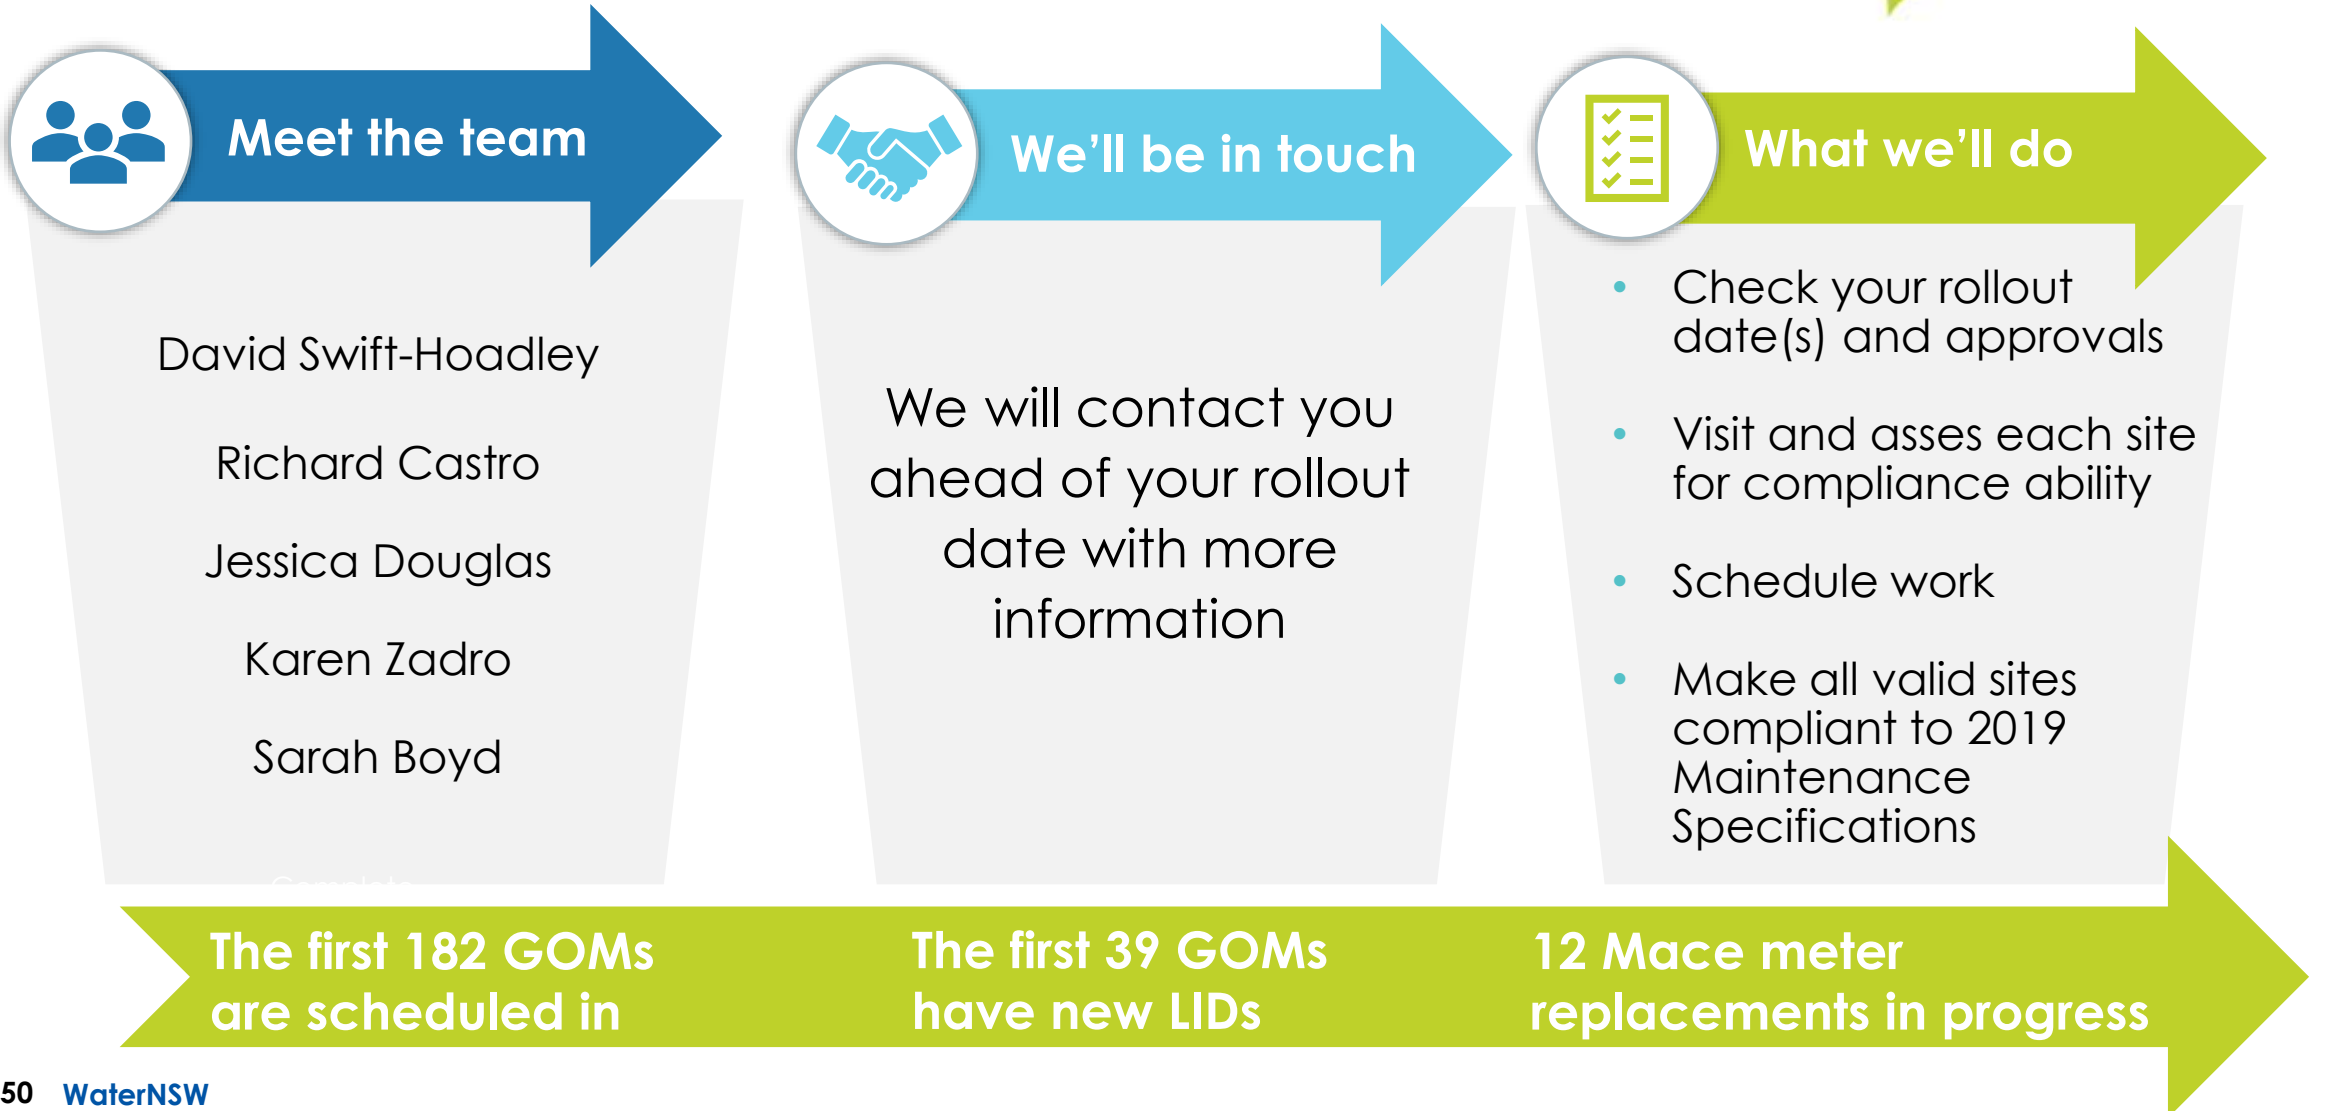 Meet the team
David Swift-Hoadley
Richard Castro
Jessica Douglas
Karen Zadro
Sarah Boyd
We'll be in touch
We will contact you
ahead of your rollout
date with more
information
What we'll do
• Check your rollout
date(s) and approvals
• Visit and asses each site
for compliance ability
• Schedule work
• Make all valid sites
compliant to 2019
Maintenance
Specifications
Complete
The first 182 GOMs
are scheduled in
The first 39 GOMs
have new LIDs
12 Mace meter
replacements in progress
50 WaterNSW